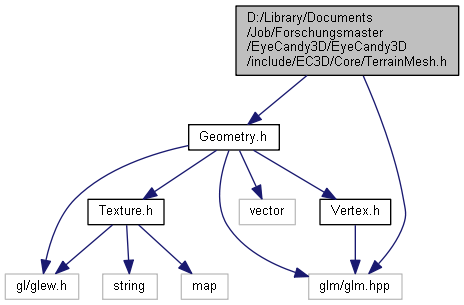 D:/Library/Documents
/Job/Forschungsmaster
/EyeCandy3D/EyeCandy3D
/include/EC3D/Core/TerrainMesh.h
Geometry.h
Texture.h
vector
Vertex.h
gl/glew.h
string
map
glm/glm.hpp